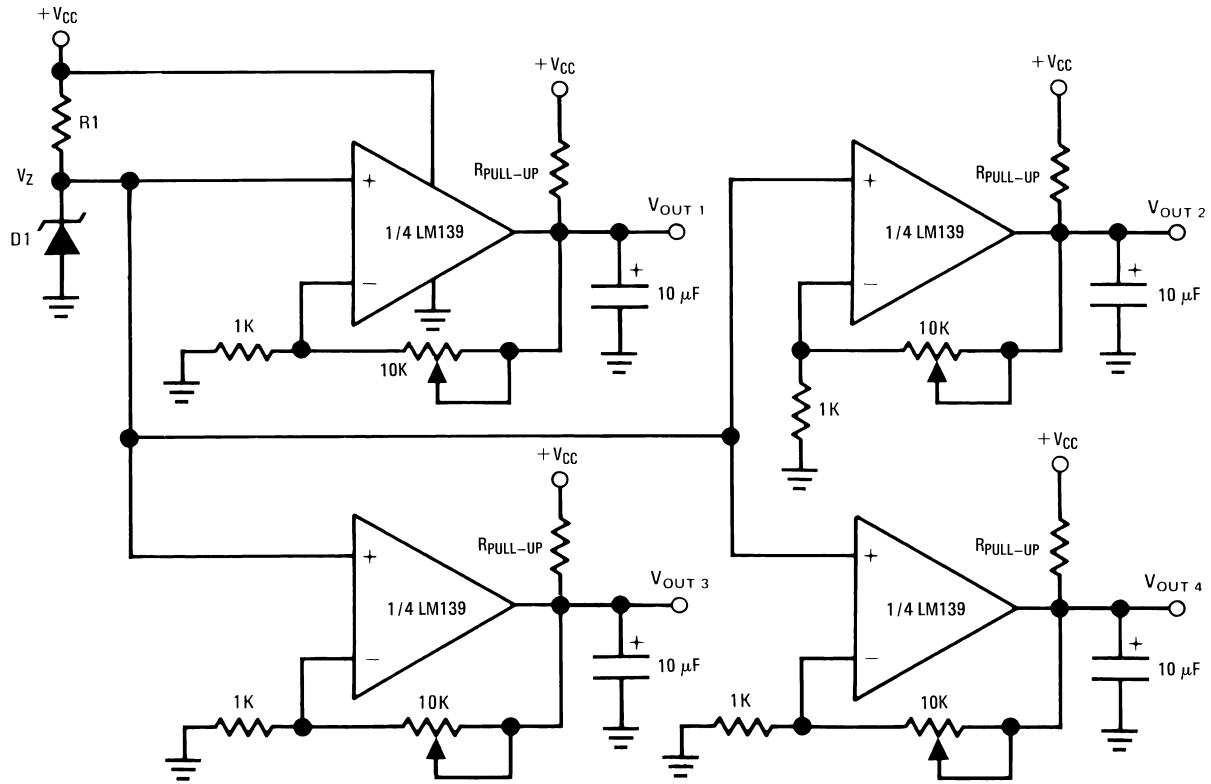 +VCC
R1
VZ
D1
+
1/4 LM139
−
1K
10K
+VCC
RPULL-UP
VOUT 1
+
10 μF
+VCC
RPULL-UP
+
1/4 LM139
−
VOUT 2
+
10 μF
10K
1K
+VCC
RPULL-UP
+
1/4 LM139
−
VOUT 3
+
10 μF
1K
10K
+VCC
RPULL-UP
+
1/4 LM139
−
VOUT 4
+
10 μF
1K
10K